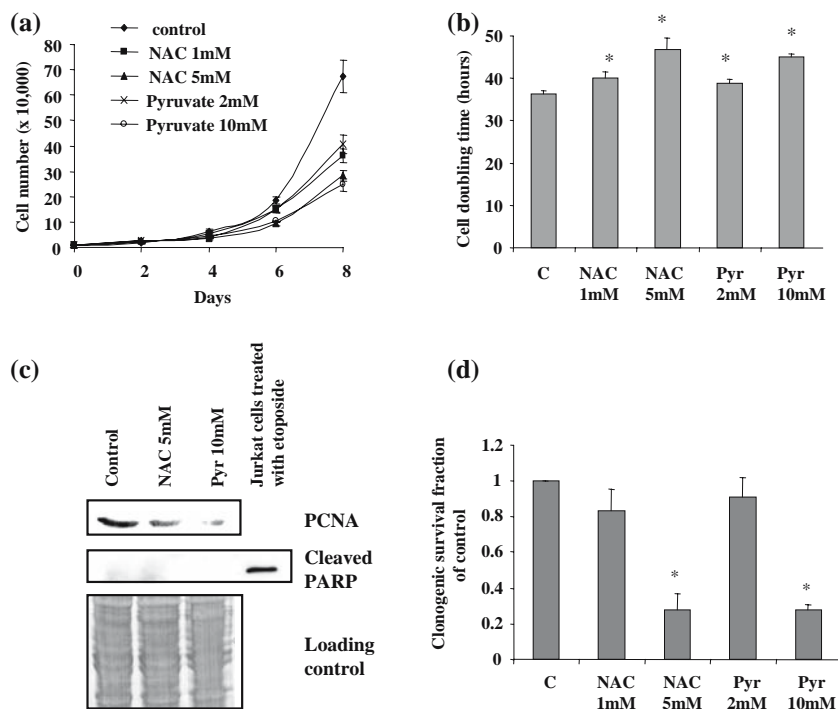 (a)
control
NAC 1mM
NAC 5mM
Pyruvate 2mM
Pyruvate 10mM
Cell number (x 10,000)
80
70
60
50
40
30
20
10
0
0 2 4 6 8
Days
(b)
Cell doubling time (hours)
50
40
30
20
10
0
* * * *
C NAC NAC Pyr Pyr
1mM 5mM 2mM 10mM
(c)
Control
NAC 5mM
Pyr 10mM
Jurkat cells treated
with etoposide
PCNA
Cleaved
PARP
Loading
control
(d)
Clonogenic survival fraction
of control
1.2
1
0.8
0.6
0.4
0.2
0
* *
C NAC NAC Pyr Pyr
1mM 5mM 2mM 10mM